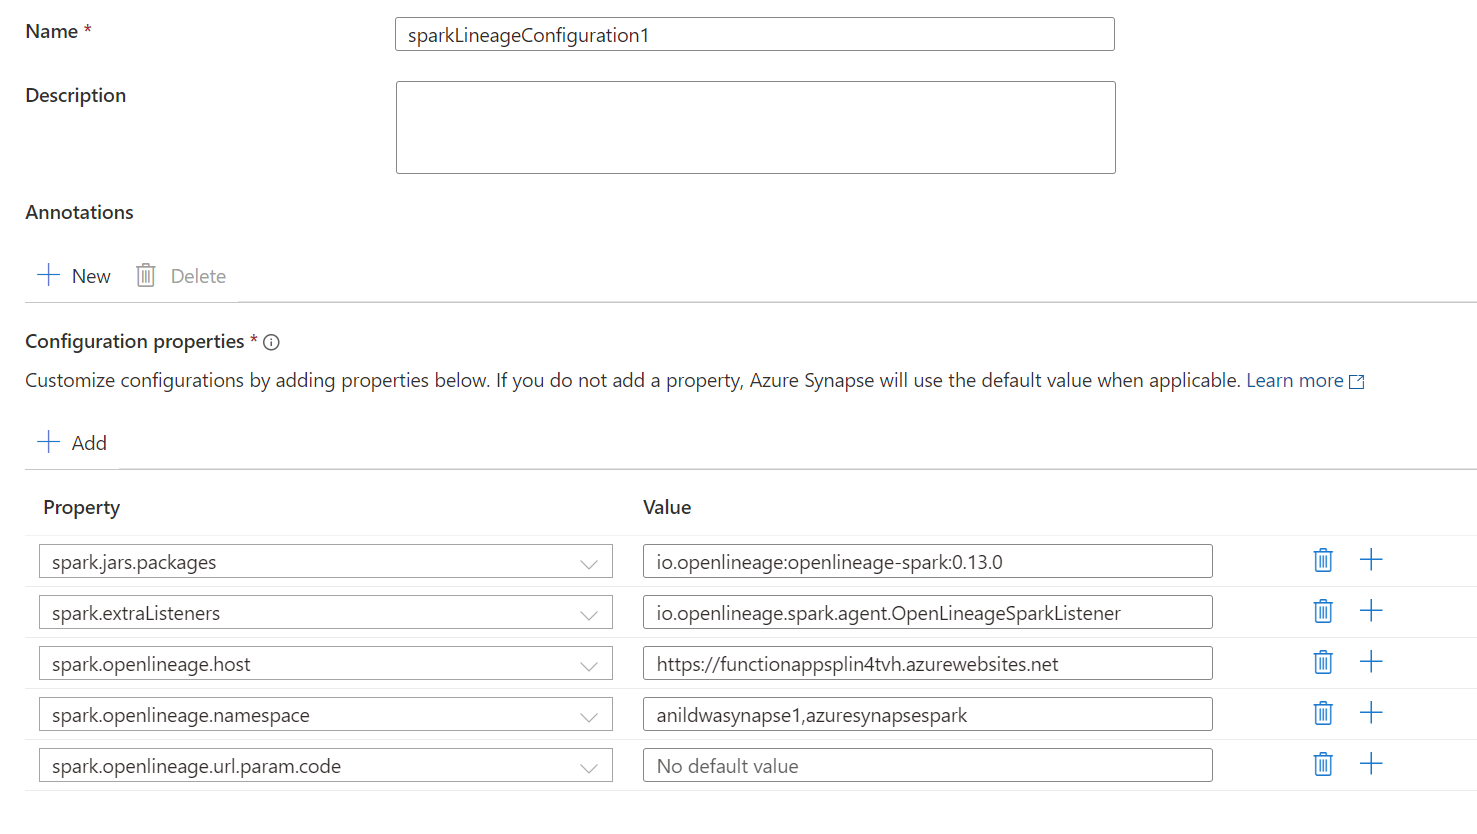 Name *
sparkLineageConfiguration1
Description
Annotations
New Delete
Configuration properties *
Customize configurations by adding properties below. If you do not add a property, Azure Synapse will use the default value when applicable. Learn more
Add
Property Value
spark.jars.packages io.openlineage:openlineage-spark:0.13.0
spark.extraListeners io.openlineage.spark.agent.OpenLineageSparkListener
spark.openlineage.host https://functionappsplin4tvh.azurewebsites.net
spark.openlineage.namespace anildwasynapse1,azuresynapsespark
spark.openlineage.url.param.code No default value